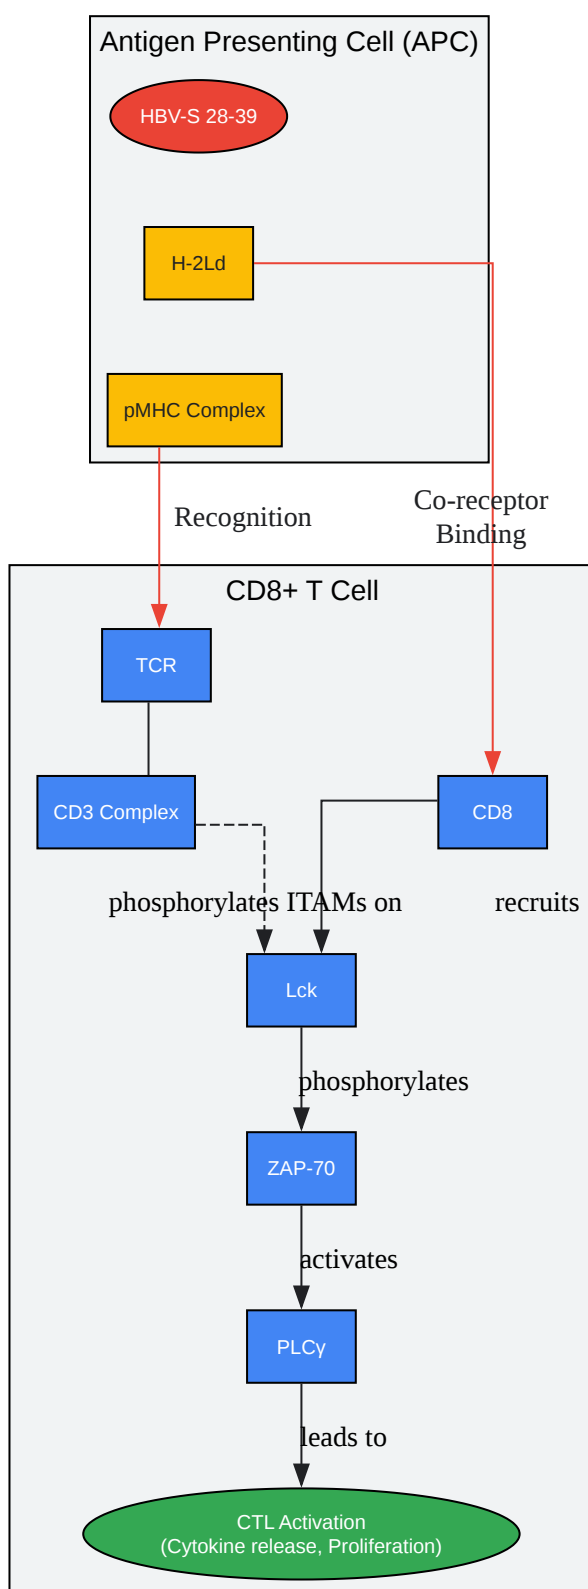 Antigen Presenting Cell (APC)
HBV-S 28-39
H-2Ld
pMHC Complex
Recognition
Co-receptor
Binding
CD8+ T Cell
TCR
CD3 Complex
CD8
phosphorylates ITAMs on
recruits
Lck
phosphorylates
ZAP-70
activates
PLCγ
leads to
CTL Activation
(Cytokine release, Proliferation)